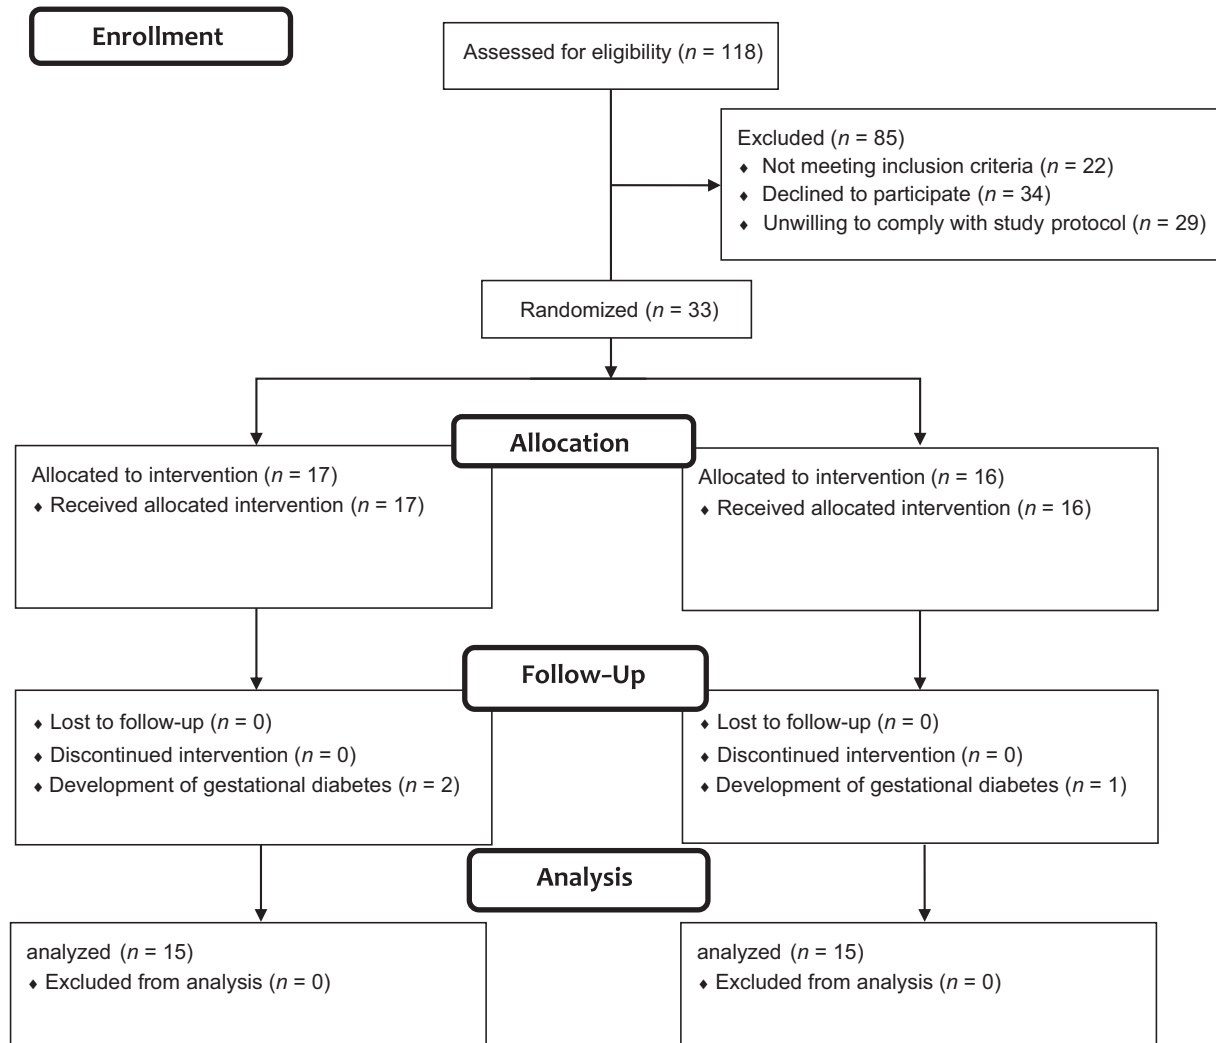 Enrollment
Assessed for eligibility (n = 118)
Excluded (n = 85)
♦ Not meeting inclusion criteria (n = 22)
♦ Declined to participate (n = 34)
♦ Unwilling to comply with study protocol (n = 29)
Randomized (n = 33)
Allocation
Allocated to intervention (n = 17)
♦ Received allocated intervention (n = 17)
Allocated to intervention (n = 16)
♦ Received allocated intervention (n = 16)
Follow-Up
♦ Lost to follow-up (n = 0)
♦ Discontinued intervention (n = 0)
♦ Development of gestational diabetes (n = 2)
♦ Lost to follow-up (n = 0)
♦ Discontinued intervention (n = 0)
♦ Development of gestational diabetes (n = 1)
Analysis
analyzed (n = 15)
♦ Excluded from analysis (n = 0)
analyzed (n = 15)
♦ Excluded from analysis (n = 0)